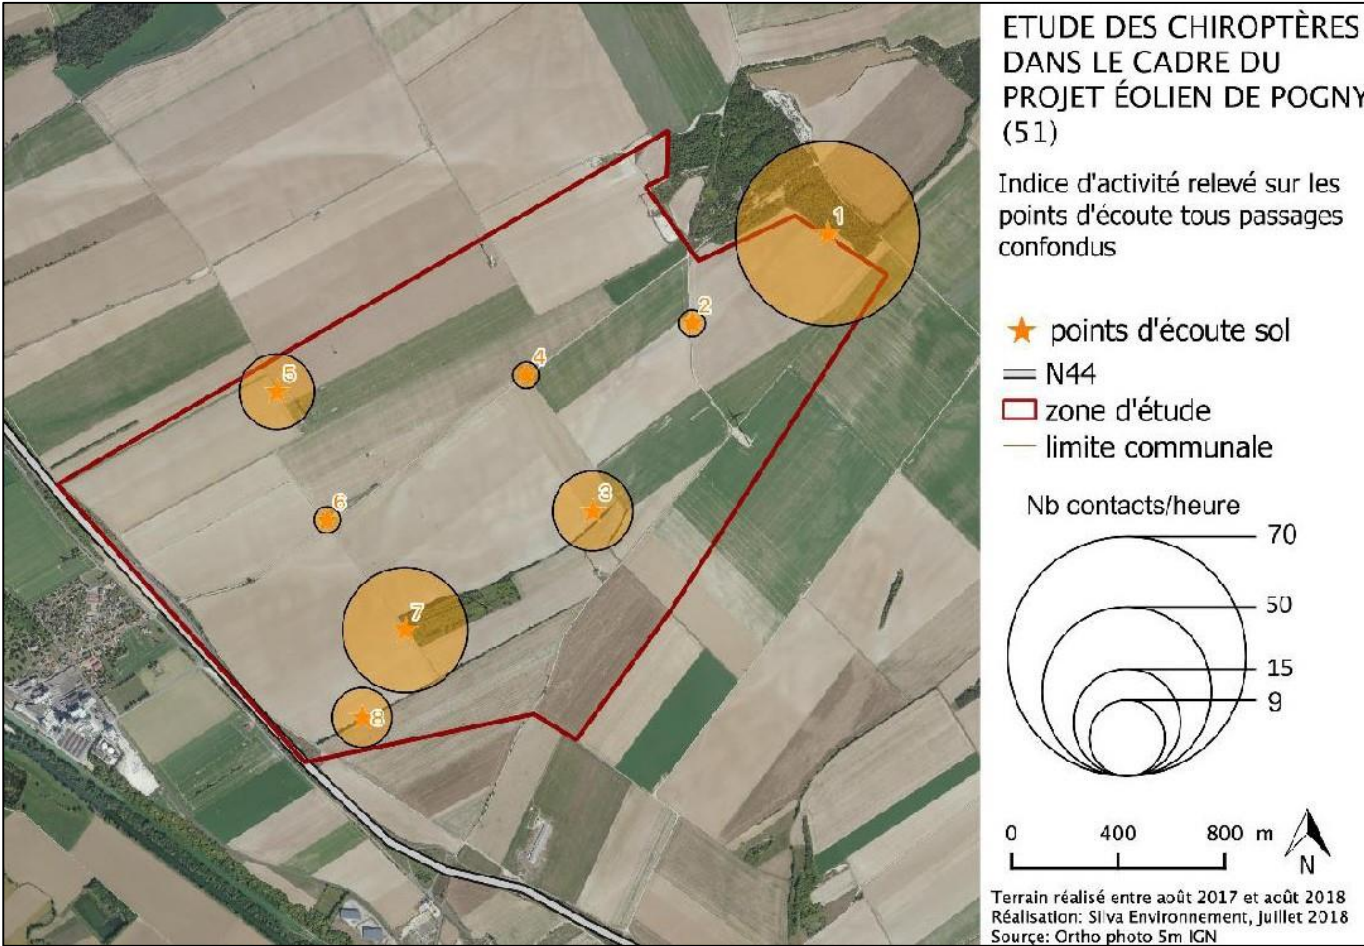 ETUDE DES CHIROPTÈRES
DANS LE CADRE DU
PROJET ÉOLIEN DE POGNY
(51)
Indice d'activité relevé sur les
points d'écoute tous passages
confondus
points d'écoute sol
N44
zone d'étude
limite communale
Nb contacts/heure
70
50
15
9
0 400 800 m
N
Terrain réalisé entre août 2017 et août 2018
Réalisation: Silva Environnement, juillet 2018
Source: Ortho photo 5m IGN
1
2
4
5
3
6
7
8